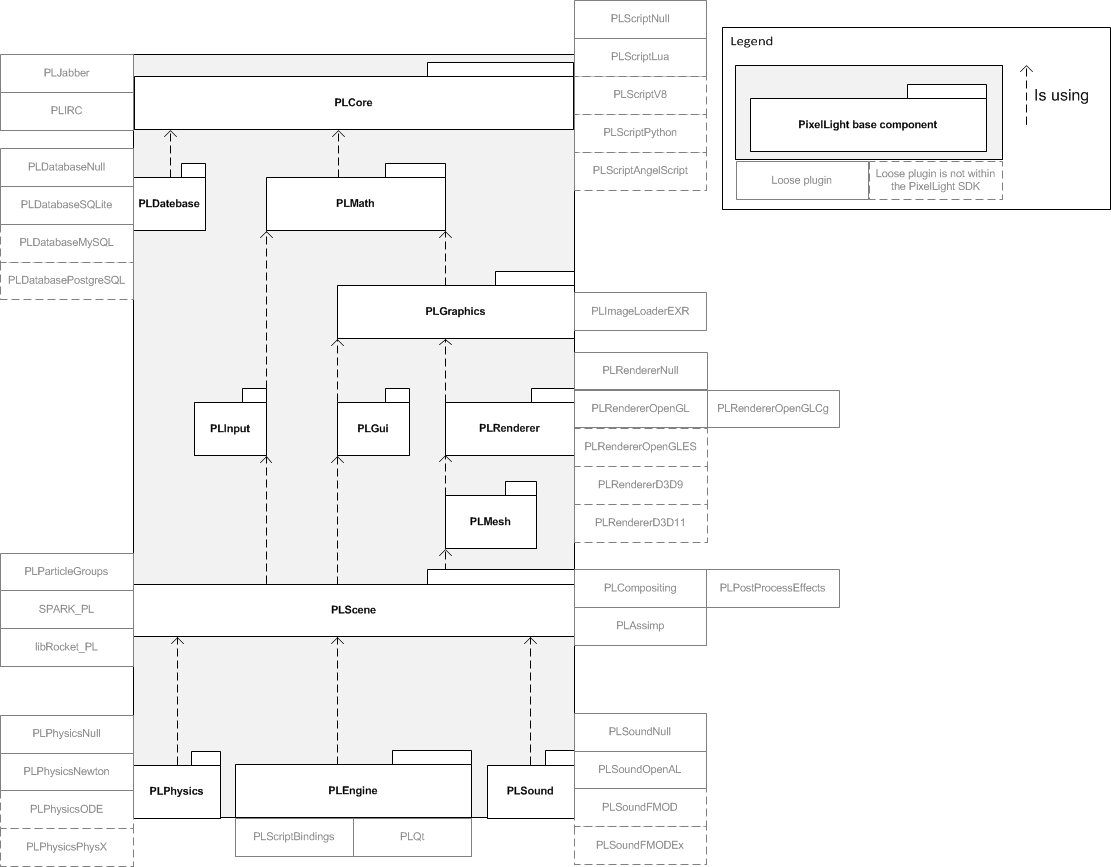 PLScriptNull
PLScriptLua
PLScriptV8
PLScriptPython
PLScriptAngelScript
Legend
PixelLight base component
Is using
Loose plugin
Loose plugin is not within
the PixelLight SDK
PLJabber
PLIRC
PLCore
PLDatabaseNull
PLDatabaseSQLite
PLDatabaseMySQL
PLDatabasePostgreSQL
PLDatebase
PLMath
PLGraphics
PLImageLoaderEXR
PLInput
PLGui
PLRenderer
PLRendererNull
PLRendererOpenGL
PLRendererOpenGLCg
PLRendererOpenGLES
PLRendererD3D9
PLRendererD3D11
PLMesh
PLParticleGroups
SPARK_PL
libRocket_PL
PLScene
PLCompositing
PLPostProcessEffects
PLAssimp
PLPhysicsNull
PLPhysicsNewton
PLPhysicsODE
PLPhysicsPhysX
PLPhysics
PLEngine
PLSound
PLSoundNull
PLSoundOpenAL
PLSoundFMOD
PLSoundFMODEx
PLScriptBindings
PLQt